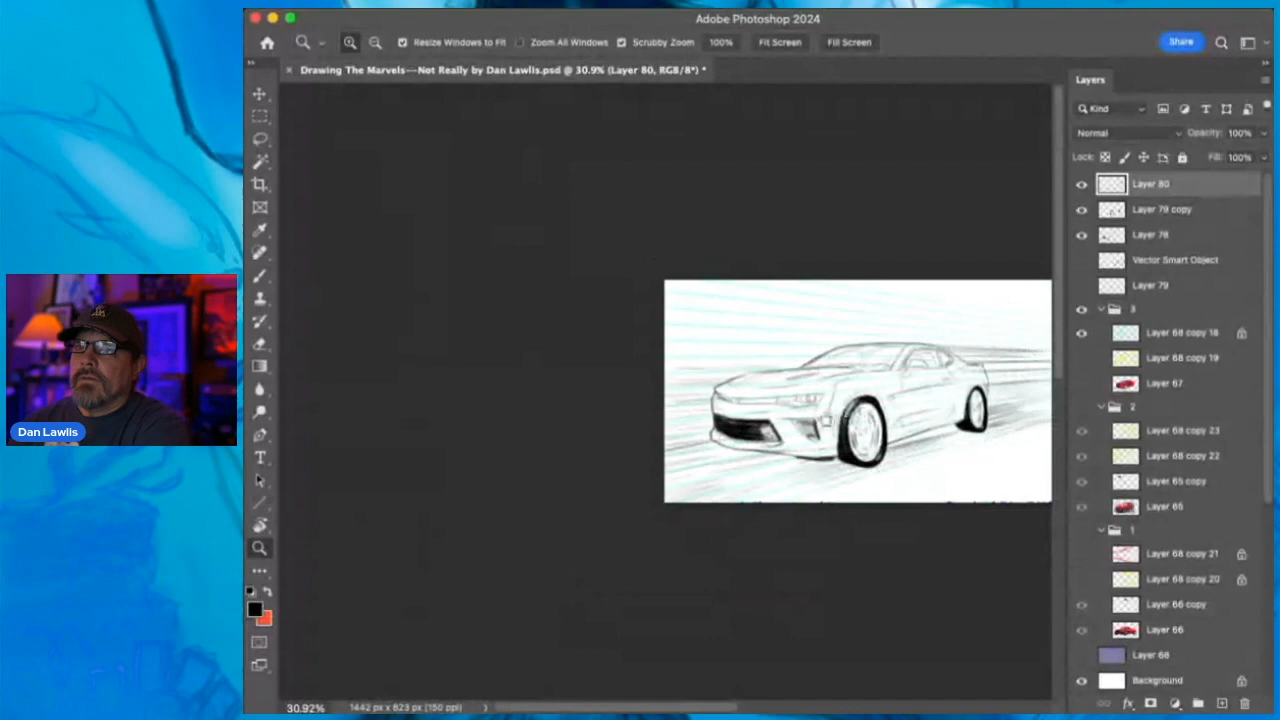 Adobe Photoshop 2024
Resize Windows to Fit
Zoom All Windows
Scrubby Zoom
100%
Fit Screen
Fill Screen
Share
Drawing The Marvels---Not Really by Dan Lawlis.psd @ 30.9% (Layer 80, RGB/8*) *
Layers
Kind
Normal
Opacity: 100%
Lock:
Fill: 100%
Layer 80
Layer 79 copy
Layer 78
Vector Smart Object
Layer 79
3
Layer 68 copy 18
Layer 68 copy 19
Layer 67
2
Layer 68 copy 23
Layer 68 copy 22
Layer 65 copy
Layer 65
1
Layer 68 copy 21
Layer 68 copy 20
Layer 66 copy
Layer 66
Layer 68
Background
Dan Lawlis
30.92%
1442 px x 823 px (150 ppi)